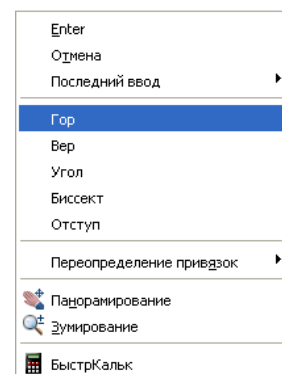 Enter
Отмена
Последний ввод
Гор
Вер
Угол
Биссект
Отступ
Переопределение привязок
Панорамирование
Зумирование
БыстрКальк